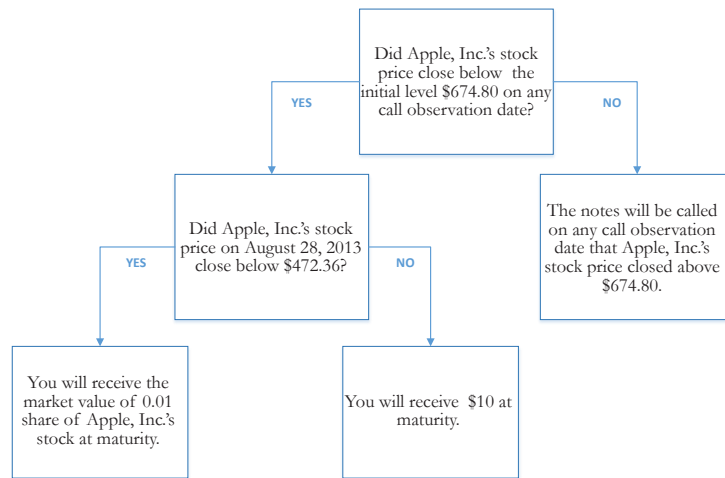 Did Apple, Inc.'s stock
price close below the
initial level $674.80 on any
call observation date?
YES
NO
Did Apple, Inc.'s stock
price on August 28, 2013
close below $472.36?
The notes will be called
on any call observation
date that Apple, Inc.'s
stock price closed above
$674.80.
YES
NO
You will receive the
market value of 0.01
share of Apple, Inc.'s
stock at maturity.
You will receive $10 at
maturity.